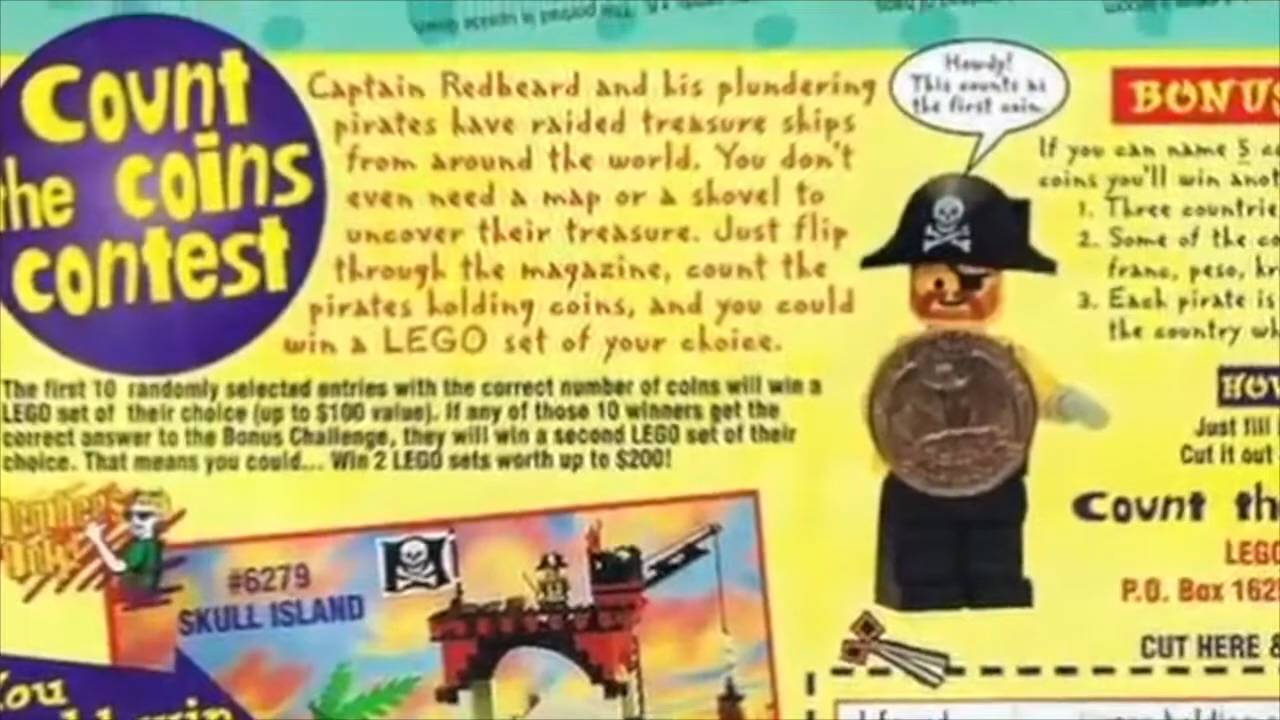 Count
the coins
contest
Captain Redbeard and his plundering
pirates have raided treasure ships
from around the world. You don't
even need a map or a shovel to
uncover their treasure. Just flip
through the magazine, count the
pirates holding coins, and you could
win a LEGO set of your choice.
The first 10 randomly selected entries with the correct number of coins will win a
LEGO set of their choice (up to $100 value). If any of those 10 winners get the
correct answer to the Bonus Challenge, they will win a second LEGO set of their
choice. That means you could... Win 2 LEGO sets worth up to $200!
#6279
SKULL ISLAND
You
Howdy!
This counts as
the first coin.
BONUS
If you can name 5
coins you'll win
1. Three
2. Some of the
franc, peso,
3. Each pirate is
the country
Just fill
Cut it out
Count
LEGO
P.O. Box
CUT HERE &
I found